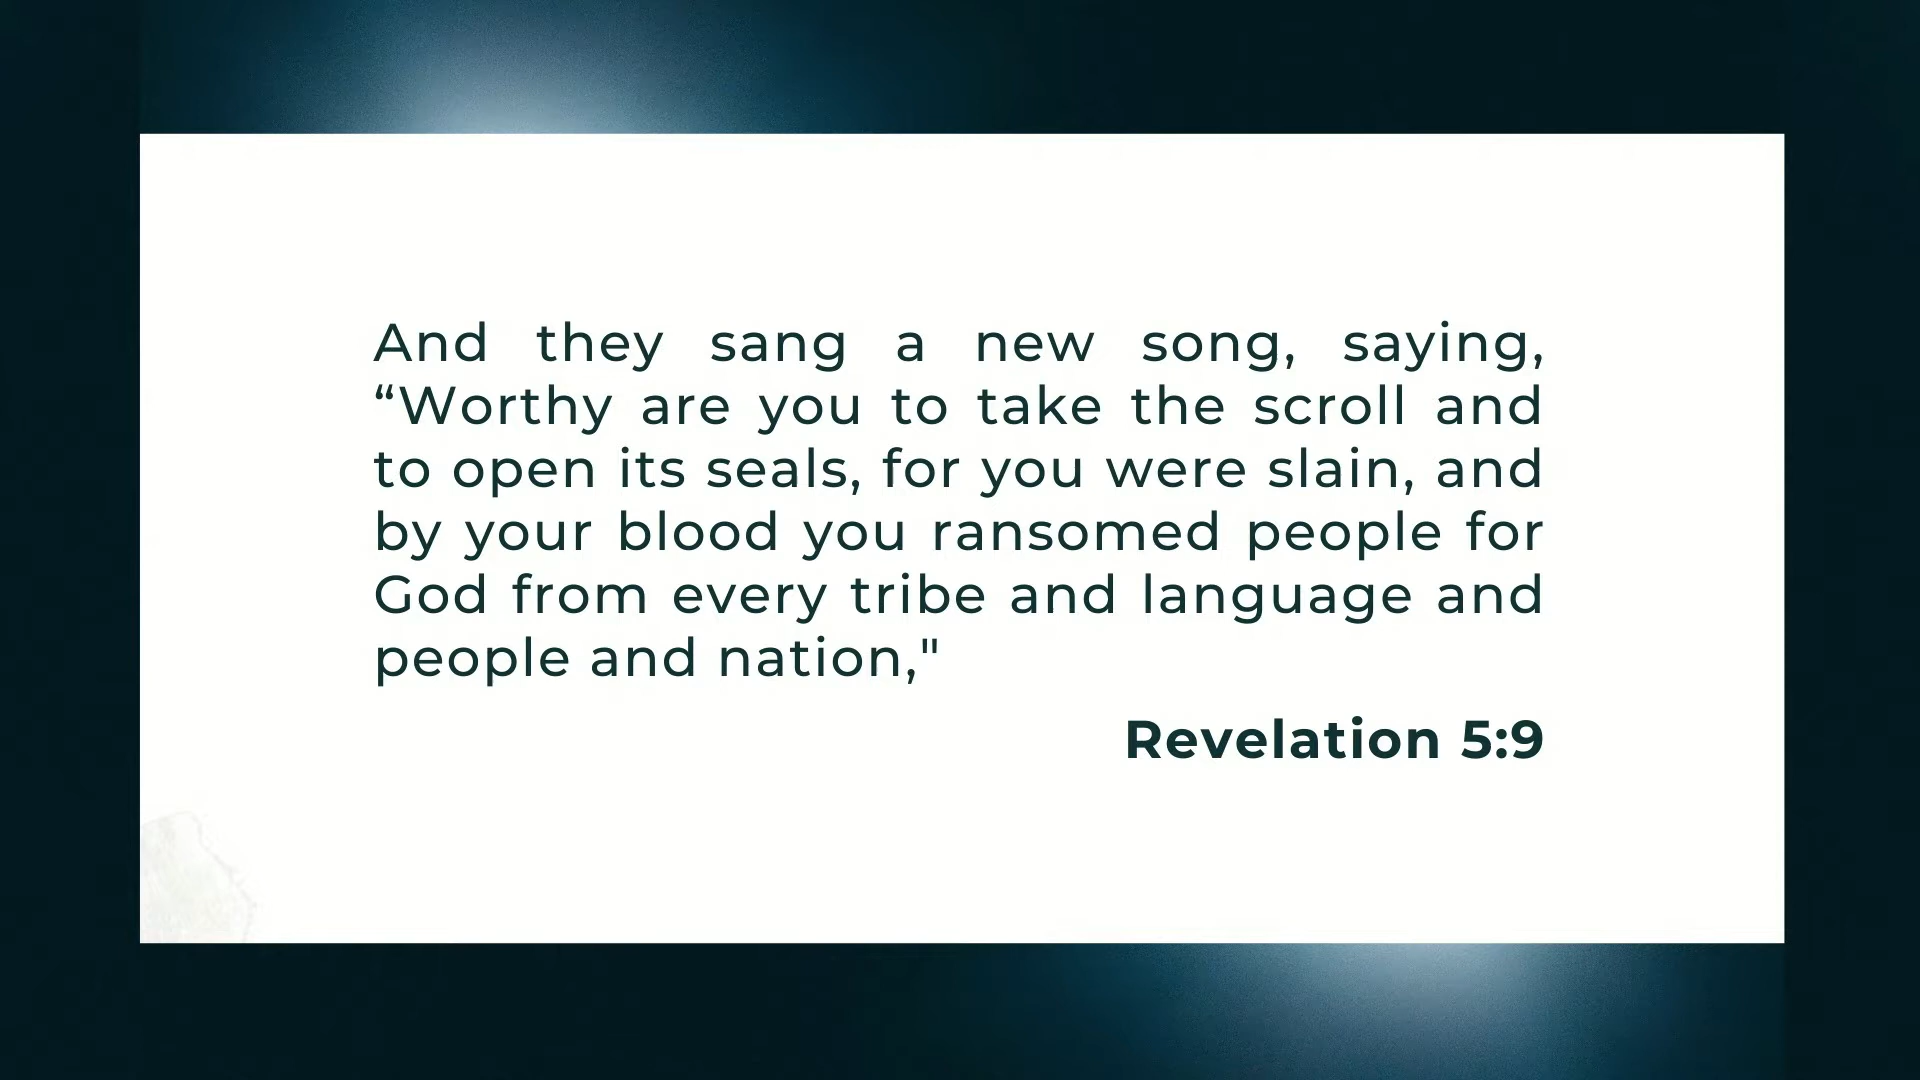 And they sang a new song, saying,
“Worthy are you to take the scroll and
to open its seals, for you were slain, and
by your blood you ransomed people for
God from every tribe and language and
people and nation,"
Revelation 5:9